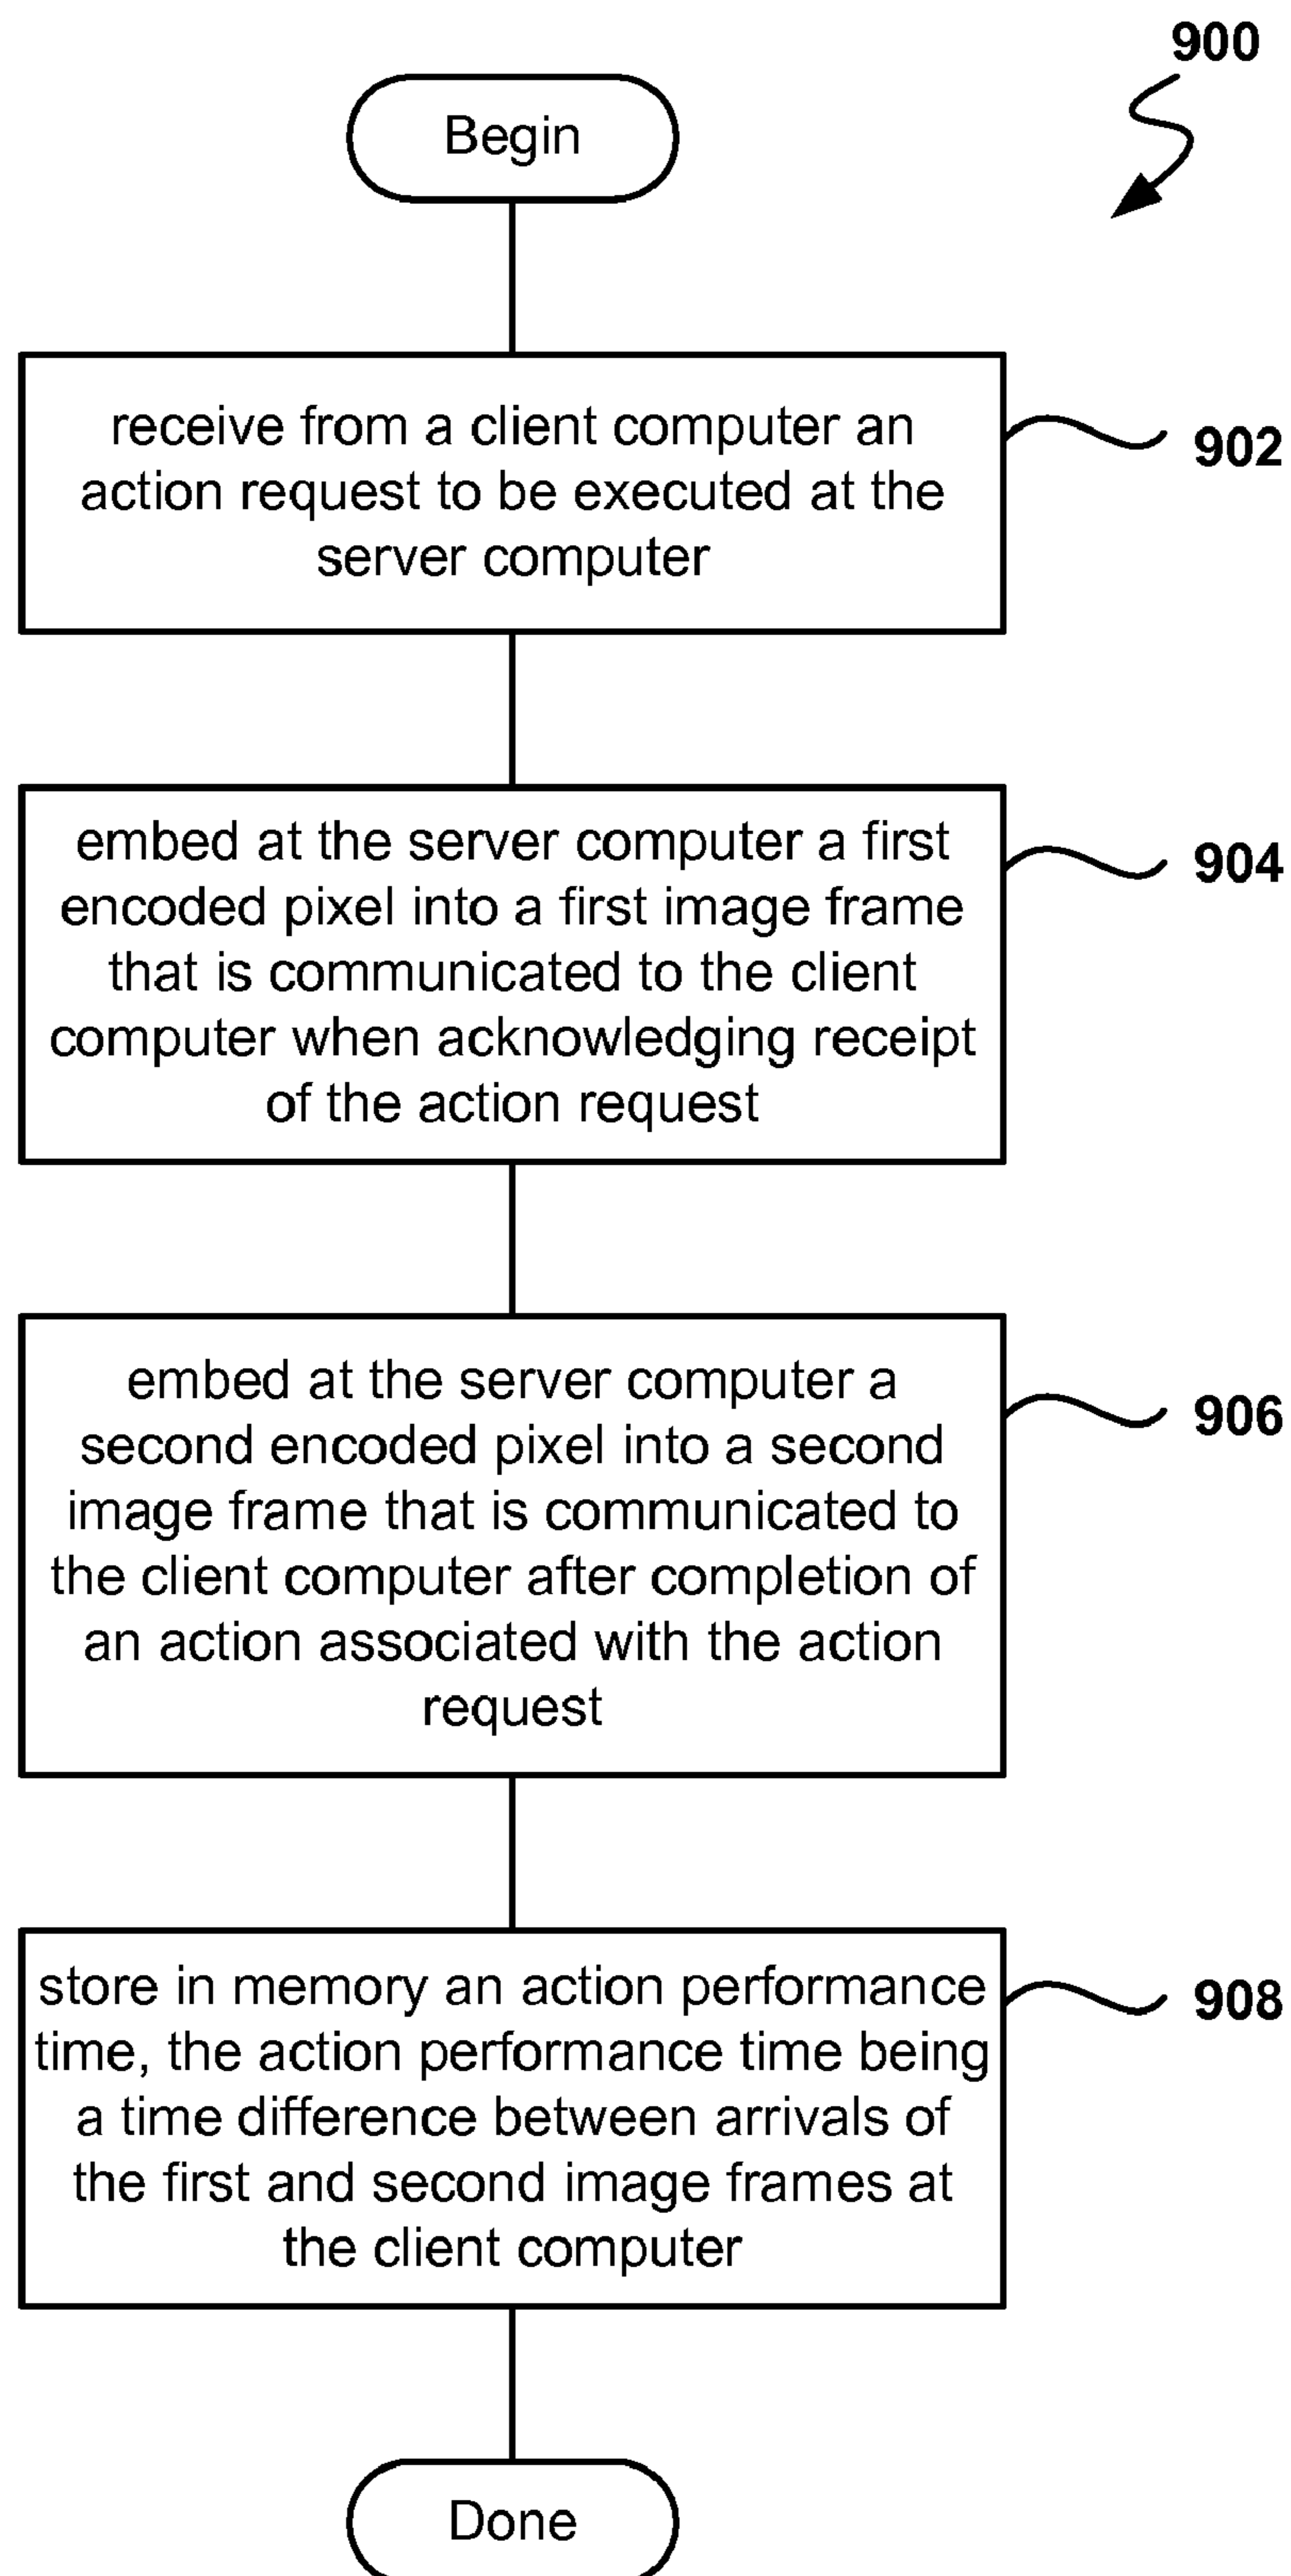 900
Begin
receive from a client computer an
action request to be executed at the
server computer
902
embed at the server computer a first
encoded pixel into a first image frame
that is communicated to the client
computer when acknowledging receipt
of the action request
904
embed at the server computer a
second encoded pixel into a second
image frame that is communicated to
the client computer after completion of
an action associated with the action
request
906
store in memory an action performance
time, the action performance time being
a time difference between arrivals of
the first and second image frames at
the client computer
908
Done